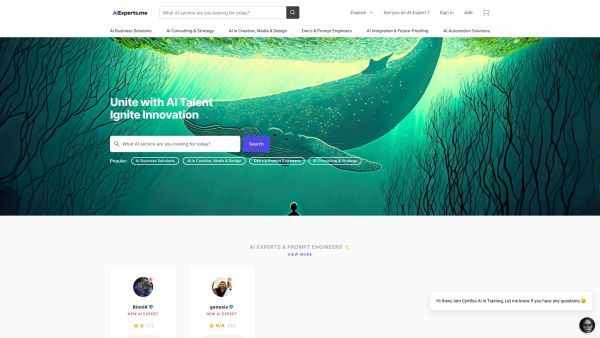 AiExperts.me
What AI service are you looking for today?
Explore
Are you an AI Expert ?
Sign in
Join
AI Business Solutions
AI Consulting & Strategy
AI in Creative, Media & Design
Dev's & Prompt Engineers
AI Integration & Future-Proofing
AI Automation Solutions
Unite with AI Talent
Ignite Innovation
What AI service are you looking for today?
Search
Popular:
AI Business Solutions
AI in Creative, Media & Design
Dev's & Prompt Engineers
AI Consulting & Strategy
AI EXPERTS & PROMPT ENGINEERS
VIEW MORE
BioniX
NEW AI EXPERT
5 (1)
genesis
NEW AI EXPERT
N/A (0)
Hi there, Iam Cynthia Ai in Training, Let me know if you have any questions